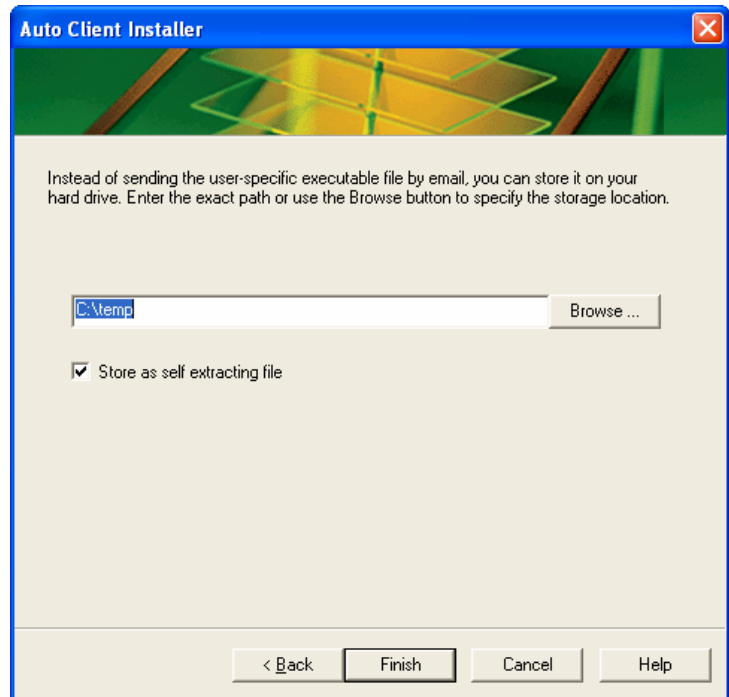 Auto Client Installer
Instead of sending the user-specific executable file by email, you can store it on your
hard drive. Enter the exact path or use the Browse button to specify the storage location.
C:\temp
Browse ...
Store as self extracting file
< Back
Finish
Cancel
Help